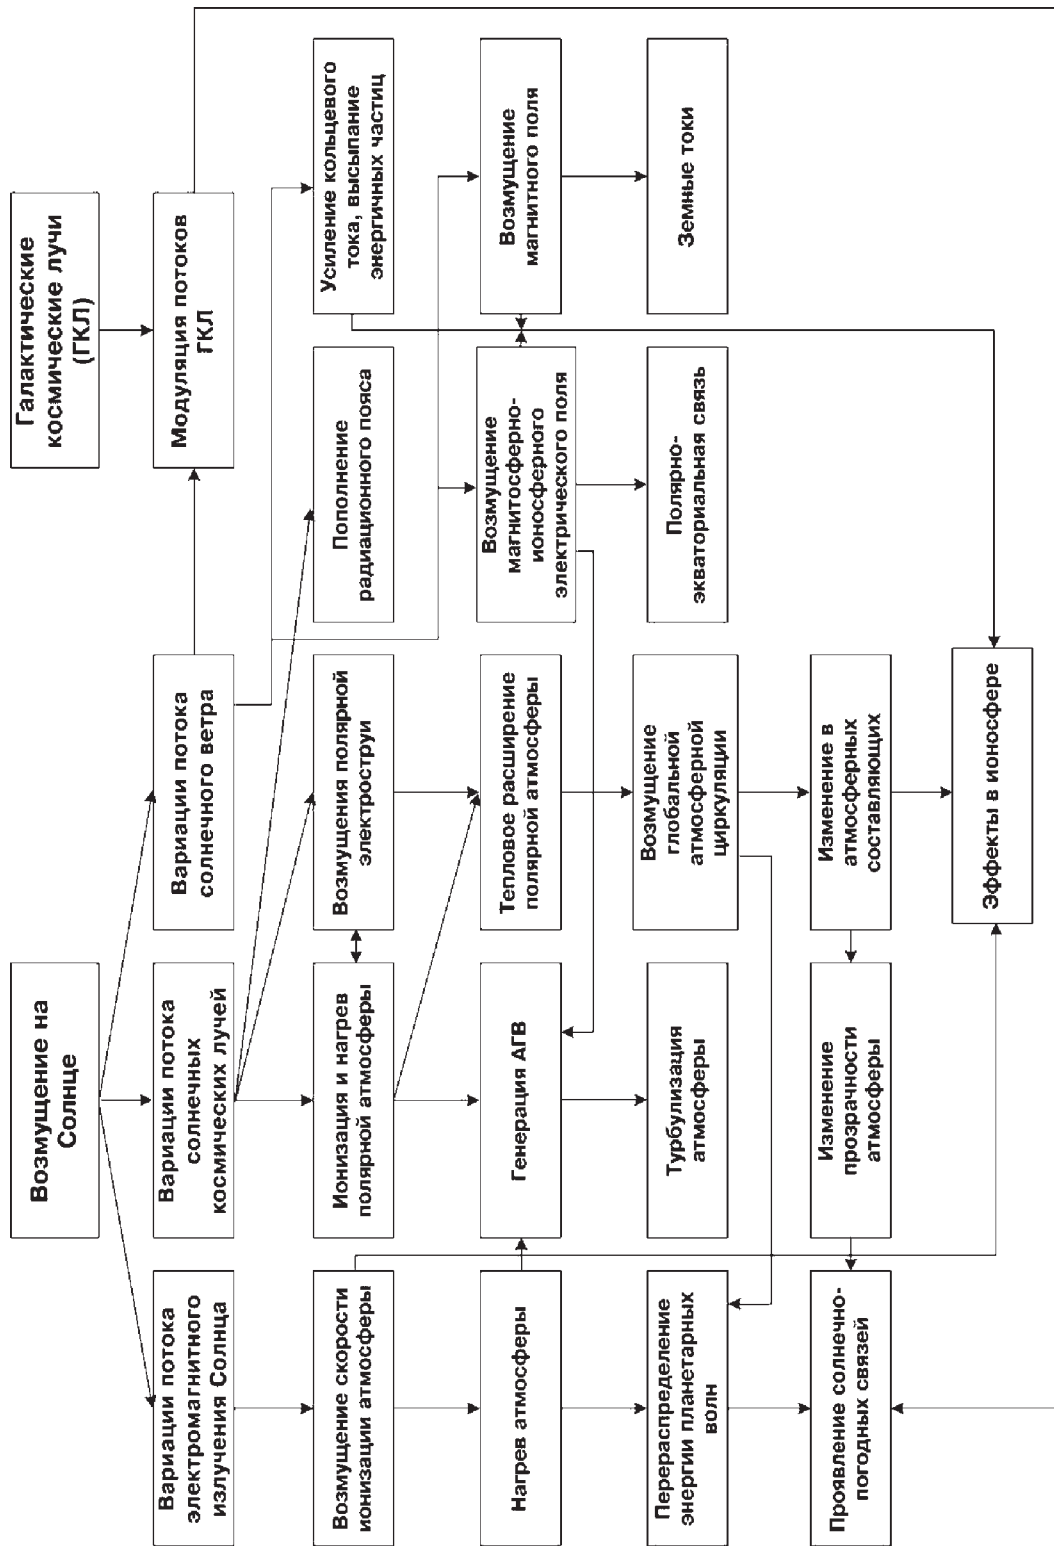 Возмущение на
Солнце
Галактические
космические лучи
(ГКЛ)
Вариации потока
электромагнитного
излучения Солнца
Вариации потока
солнечных
космических лучей
Вариации потока
солнечного ветра
Модуляция потоков
ГКЛ
Возмущение скорости
ионизации атмосферы
Ионизация и нагрев
полярной атмосферы
Возмущения полярной
электроструи
Пополнение
радиационного пояса
Усиление кольцевого
тока, высыпание
энергичных частиц
Нагрев атмосферы
Генерация АГВ
Тепловое расширение
полярной атмосферы
Возмущение
магнитосферно-
ионосферного
электрического поля
Возмущение
магнитного поля
Перераспределение
энергии планетарных
волн
Турбулизация
атмосферы
Возмущение
глобальной
атмосферной
циркуляции
Полярно-
экваториальная связь
Земные токи
Проявление солнечно-
погодных связей
Изменение
прозрачности
атмосферы
Изменение в
атмосферных
составляющих
Эффекты в ионосфере